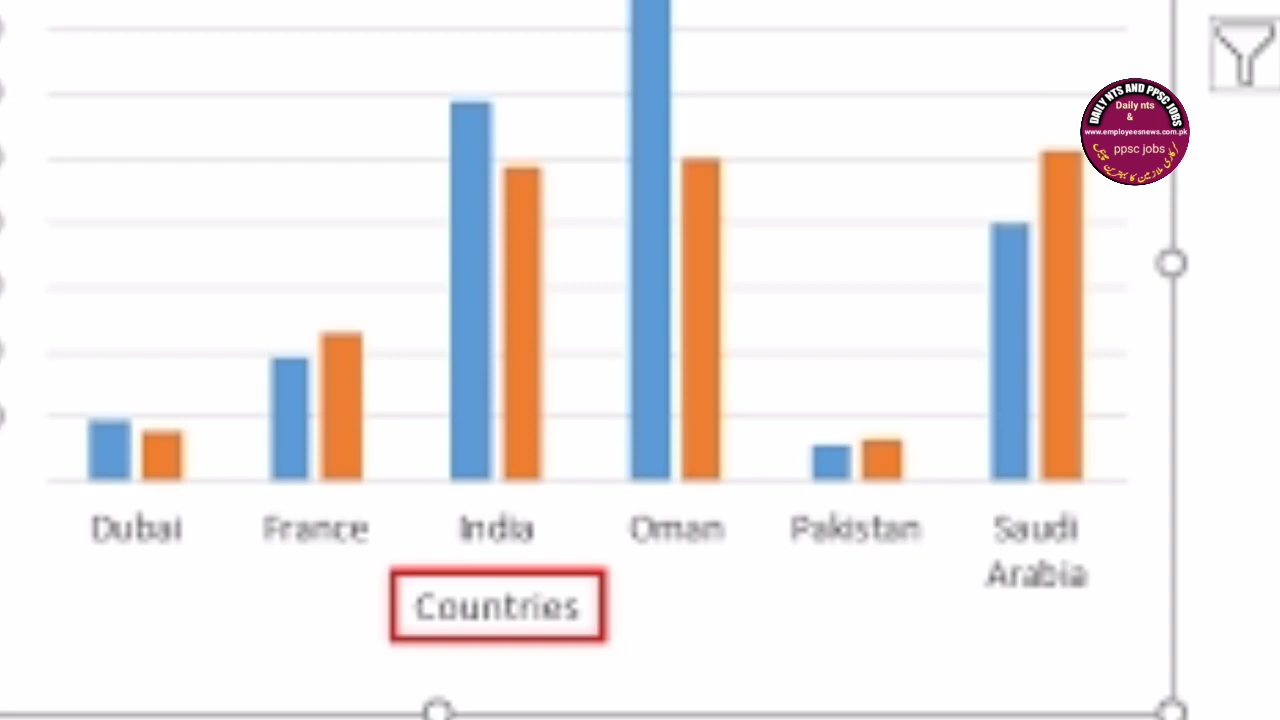 DAILY NTS AND PPSC JOBS
Daily nts
&
www.employeesnews.com.pk
ppsc jobs
Dubai
France
India
Oman
Pakistan
Saudi
Arabia
Countries